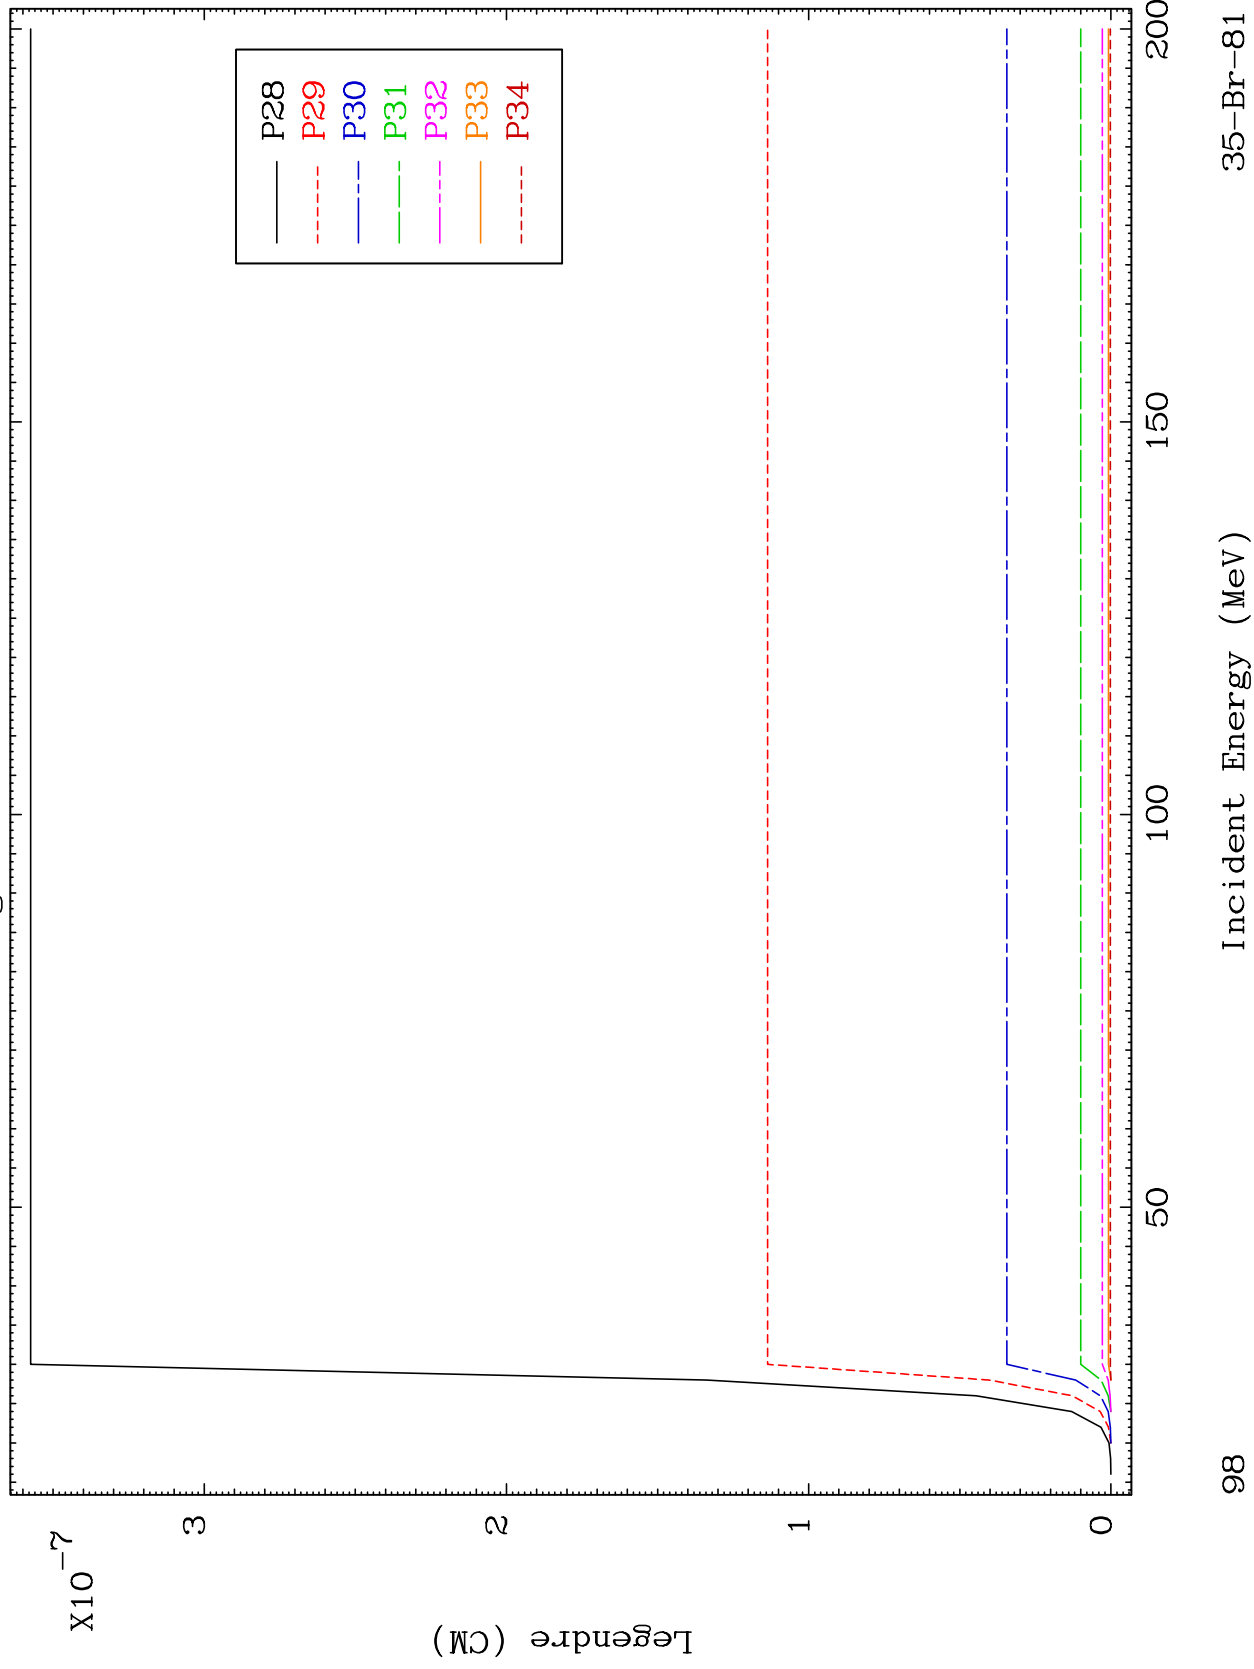 X10-7
3
2
1
0
Legendre (CM)
P28
P29
P30
P31
P32
P33
P34
50
100
150
200
98
Incident Energy (MeV)
35-Br-81